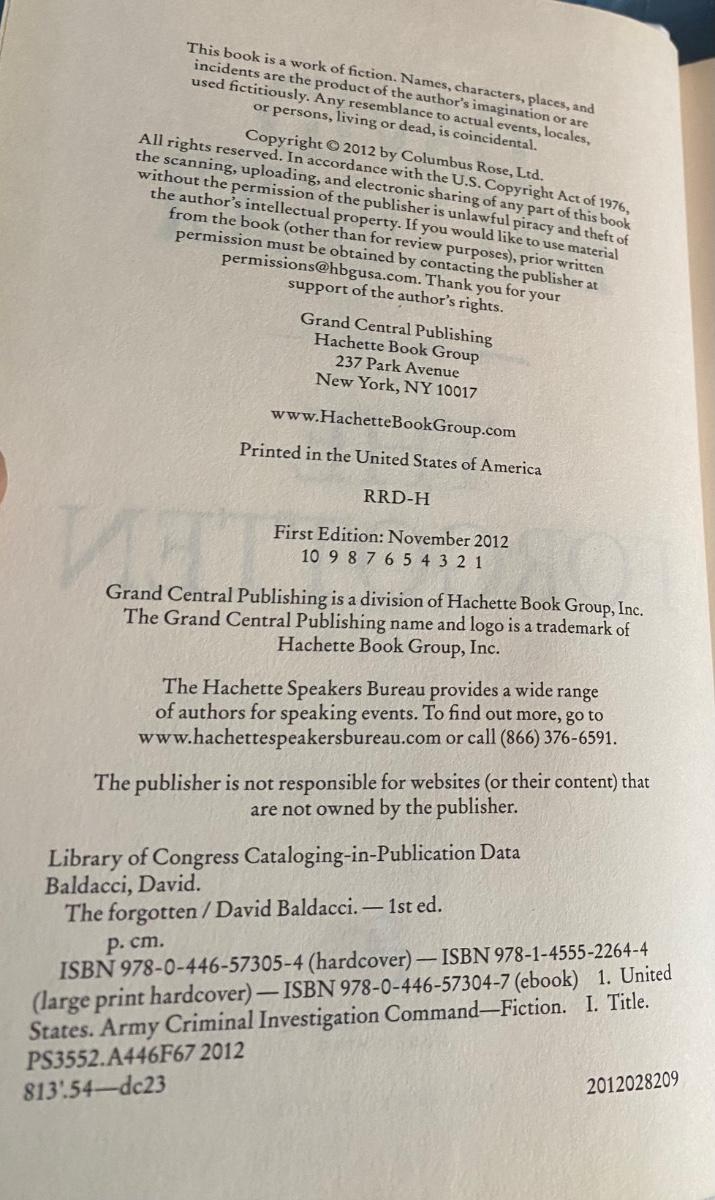 This book is a work of fiction. Names, characters, places, and
incidents are the product of the author's imagination or are
used fictitiously. Any resemblance to actual events, locales,
or persons, living or dead, is coincidental.
Copyright © 2012 by Columbus Rose, Ltd.
All rights reserved. In accordance with the U.S. Copyright Act of 1976,
the scanning, uploading, and electronic sharing of any part of this book
without the permission of the publisher is unlawful piracy and theft of
the author's intellectual property. If you would like to use material
from the book (other than for review purposes), prior written
permission must be obtained by contacting the publisher at
permissions@hbgusa.com. Thank you for your
support of the author's rights.
Grand Central Publishing
Hachette Book Group
237 Park Avenue
New York, NY 10017
www.HachetteBookGroup.com
Printed in the United States of America
RRD-H
First Edition: November 2012
10 9 8 7 6 5 4 3 2 1
Grand Central Publishing is a division of Hachette Book Group, Inc.
The Grand Central Publishing name and logo is a trademark of
Hachette Book Group, Inc.
The Hachette Speakers Bureau provides a wide range
of authors for speaking events. To find out more, go to
www.hachettespeakersbureau.com or call (866) 376-6591.
The publisher is not responsible for websites (or their content) that
are not owned by the publisher.
Library of Congress Cataloging-in-Publication Data
Baldacci, David.
The forgotten / David Baldacci. — 1st ed.
p. cm.
ISBN 978-0-446-57305-4 (hardcover) — ISBN 978-1-4555-2264-4
(large print hardcover) — ISBN 978-0-446-57304-7 (ebook) 1. United
States. Army Criminal Investigation Command—Fiction. I. Title.
PS3552.A446F67 2012
813'.54—dc23 2012028209